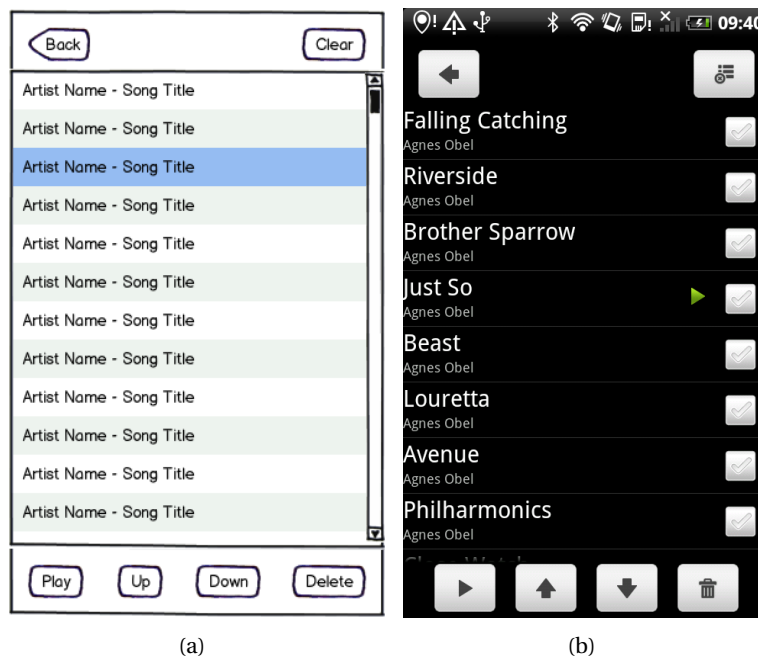 Back
Clear
Artist Name - Song Title
Artist Name - Song Title
Artist Name - Song Title
Artist Name - Song Title
Artist Name - Song Title
Artist Name - Song Title
Artist Name - Song Title
Artist Name - Song Title
Artist Name - Song Title
Artist Name - Song Title
Artist Name - Song Title
Artist Name - Song Title
Play
Up
Down
Delete
(a)
09:40
Falling Catching
Agnes Obel
Riverside
Agnes Obel
Brother Sparrow
Agnes Obel
Just So
Agnes Obel
Beast
Agnes Obel
Louretta
Agnes Obel
Avenue
Agnes Obel
Philharmonics
Agnes Obel
(b)